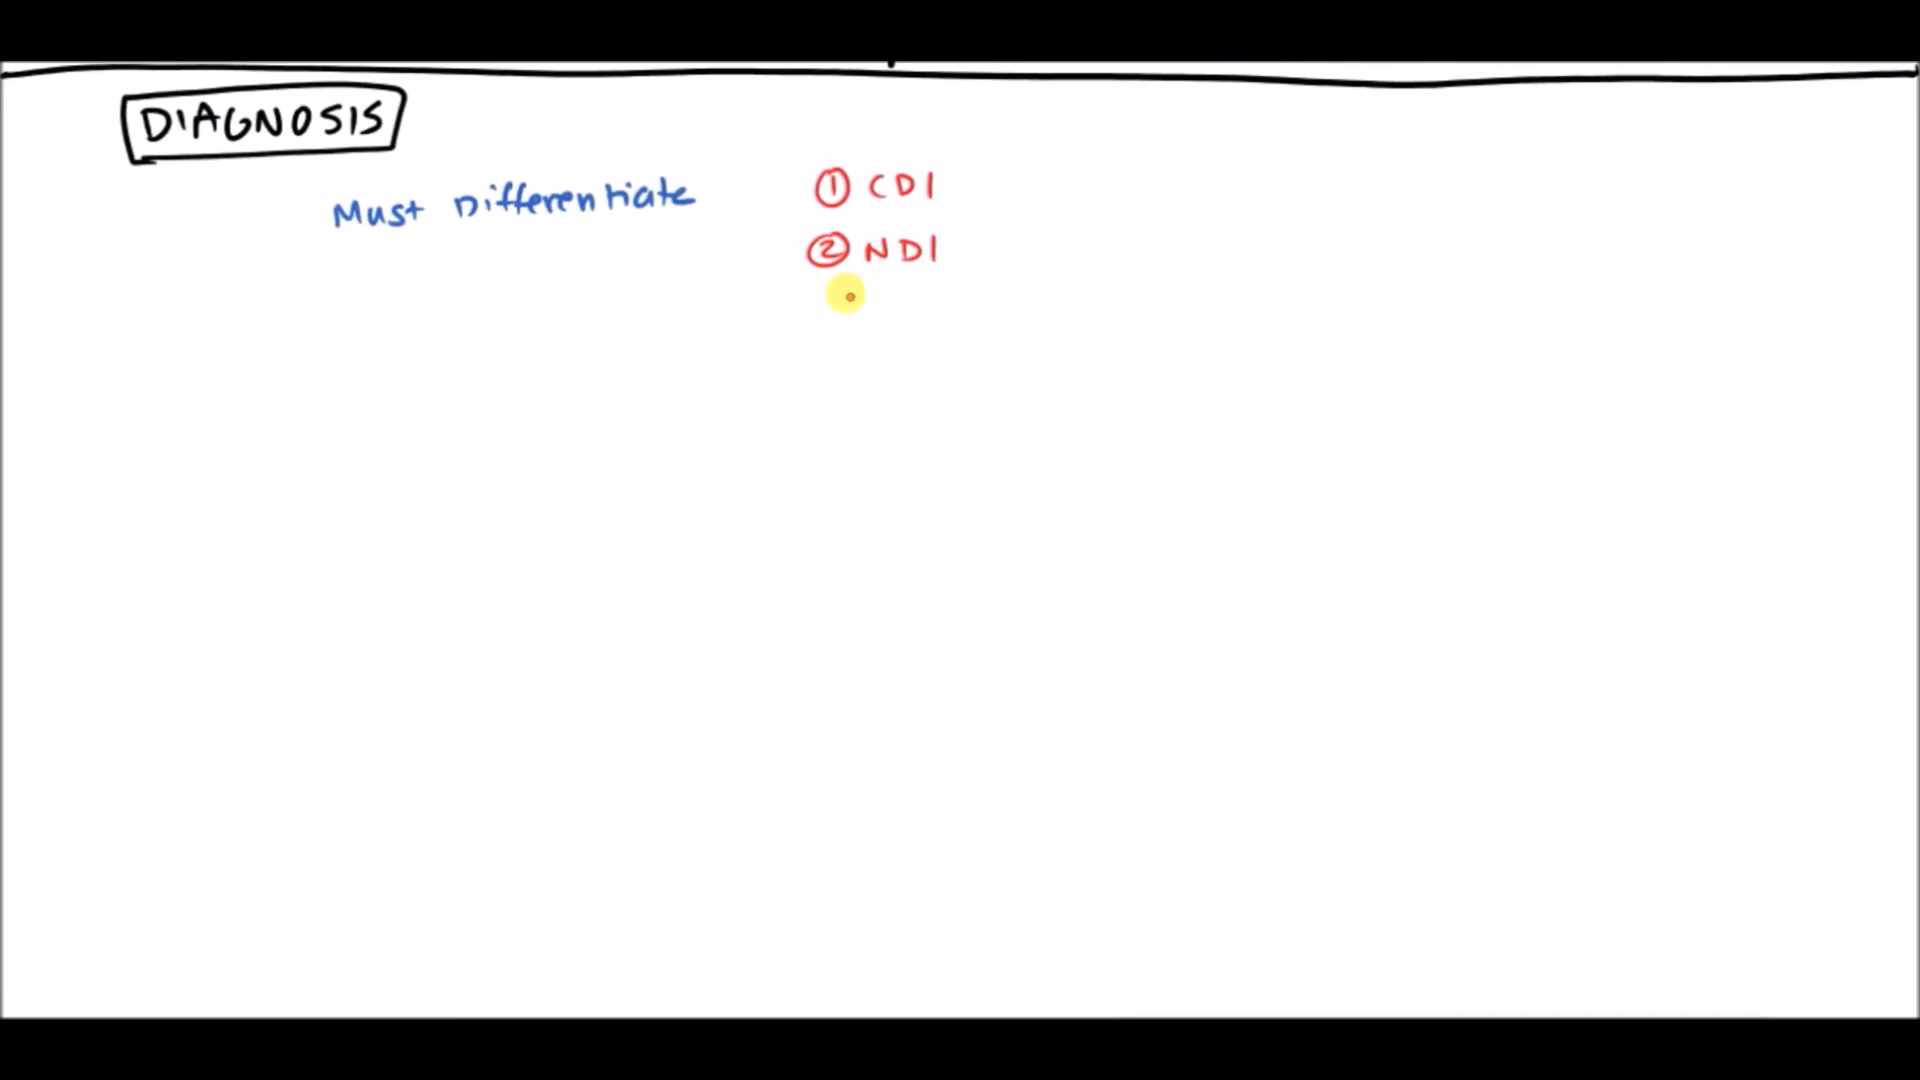 DIAGNOSIS
Must Differentiate
① CDI
② NDI